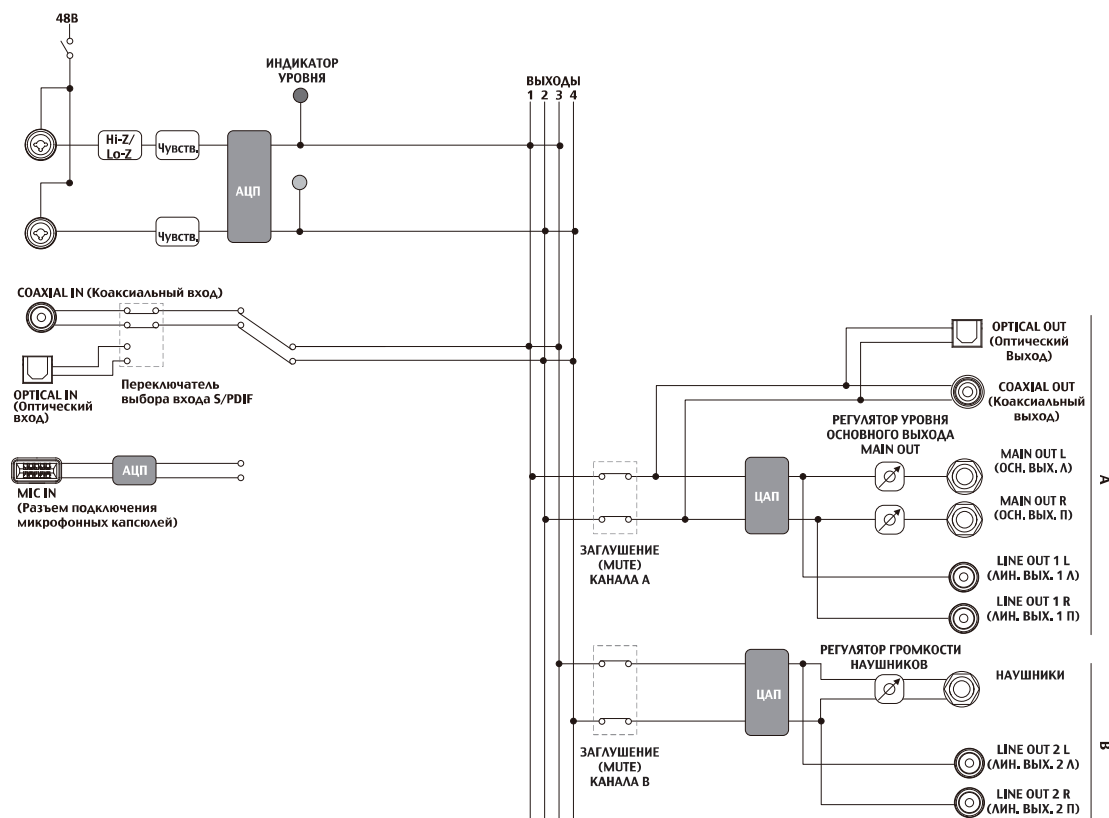 48В
ИНДИКАТОР
УРОВНЯ
ВЫХОДЫ
1 2 3 4
Hi-Z/
Lo-Z
Чувств.
АЦП
Чувств.
COAXIAL IN (Коаксиальный вход)
OPTICAL IN
(Оптический
вход)
Переключатель
выбора входа S/PDIF
АЦП
MIC IN
(Разъем подключения
микрофонных капсюлей)
OPTICAL OUT
(Оптический
Выход)
COAXIAL OUT
(Коаксиальный
выход)
РЕГУЛЯТОР УРОВНЯ
ОСНОВНОГО ВЫХОДА
MAIN OUT
MAIN OUT L
(ОСН. ВЫХ. Л)
ЦАП
MAIN OUT R
(ОСН. ВЫХ. П)
ЗАГЛУШЕНИЕ
(MUTE)
КАНАЛА А
LINE OUT 1 L
(ЛИН. ВЫХ. 1 Л)
LINE OUT 1 R
(ЛИН. ВЫХ. 1 П)
A
РЕГУЛЯТОР ГРОМКОСТИ
НАУШНИКОВ
НАУШНИКИ
ЦАП
ЗАГЛУШЕНИЕ
(MUTE)
КАНАЛА В
LINE OUT 2 L
(ЛИН. ВЫХ. 2 Л)
LINE OUT 2 R
(ЛИН. ВЫХ. 2 П)
B